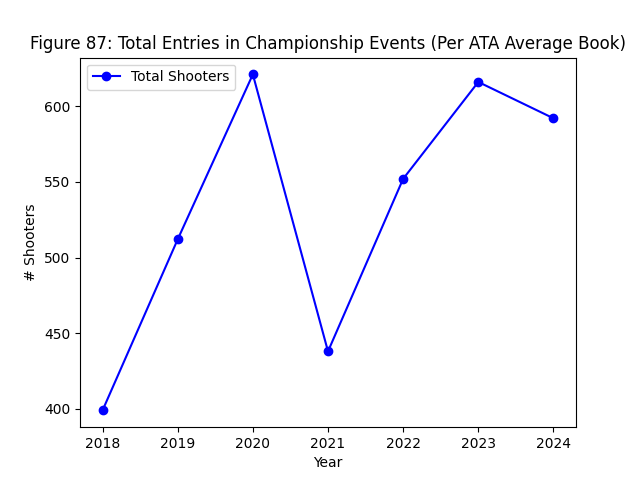 Figure 87: Total Entries in Championship Events (Per ATA Average Book)
Total Shooters
# Shooters
600
550
500
450
400
2018 2019 2020 2021 2022 2023 2024
Year